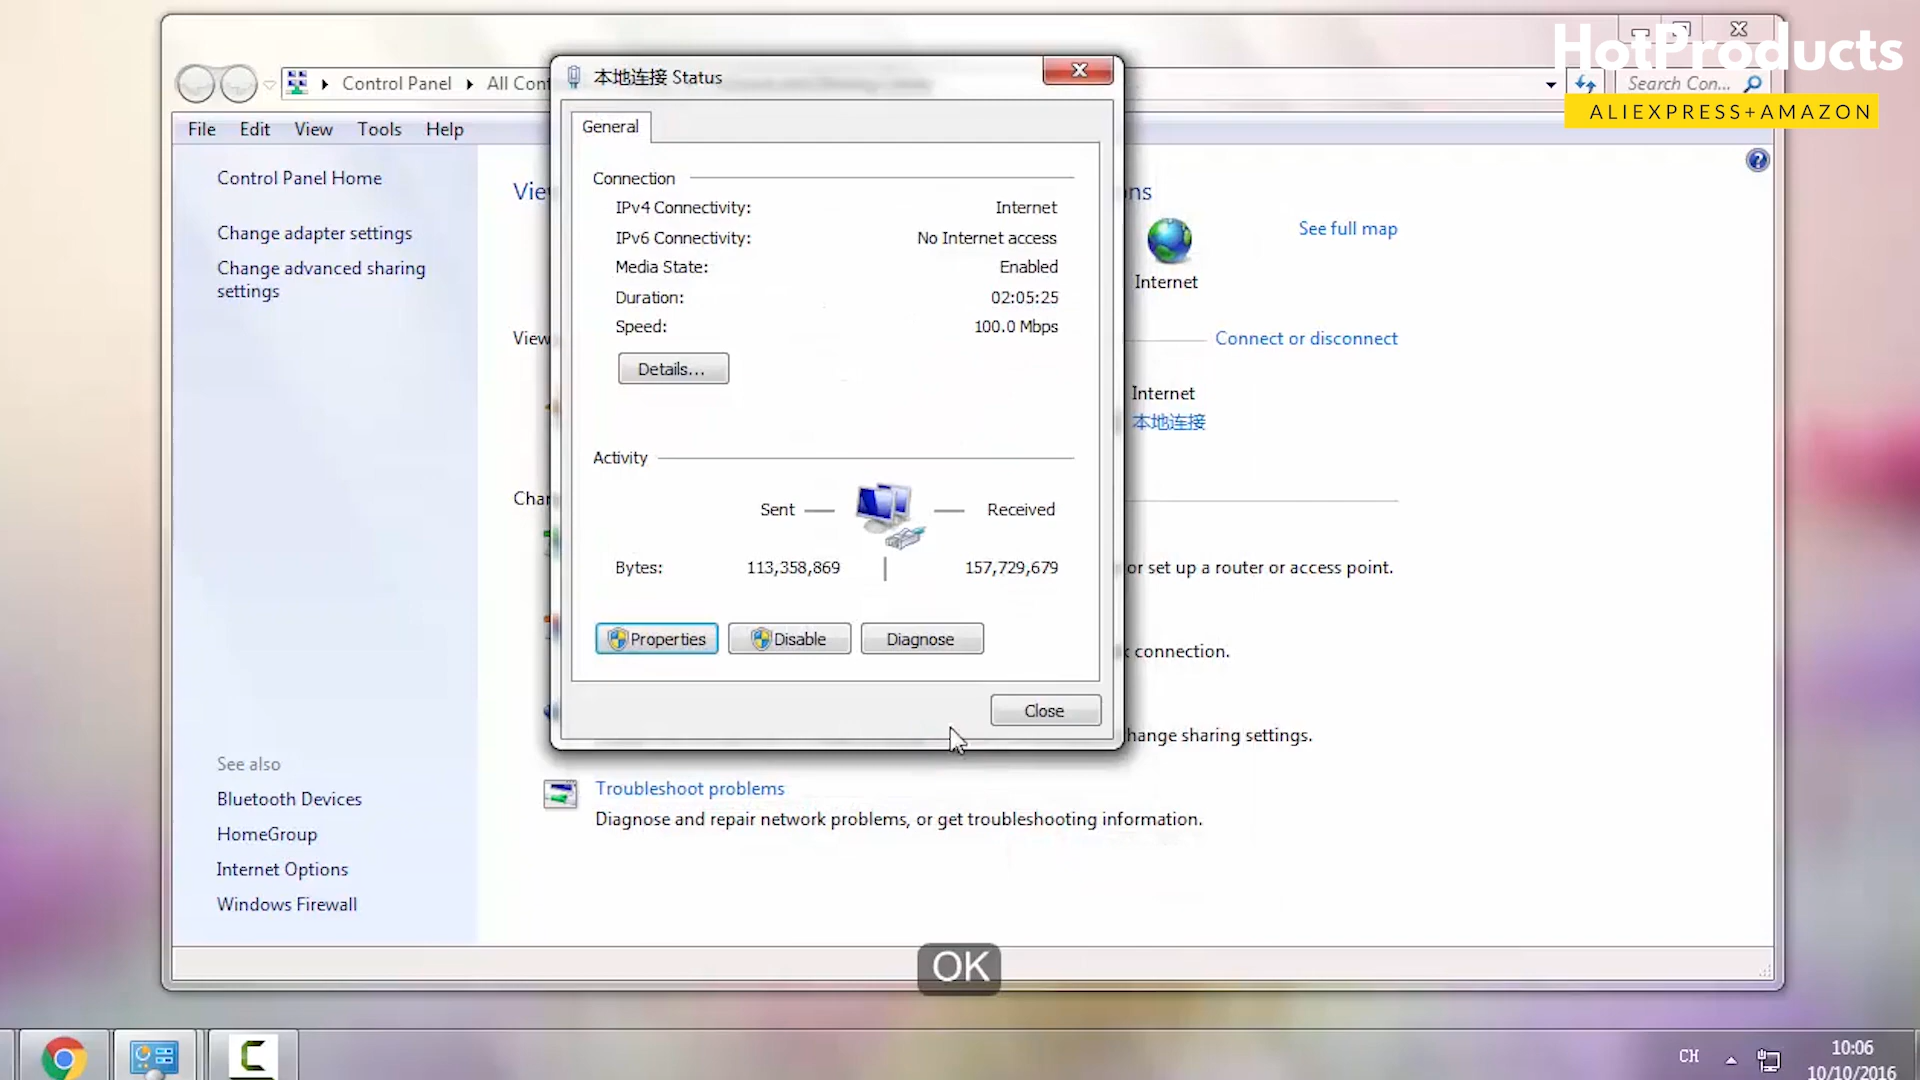 HotProducts
ALIEXPRESS+AMAZON
Control Panel
All Cont
Search Con...
File Edit View Tools Help
Control Panel Home
Change adapter settings
Change advanced sharing
settings
See also
Bluetooth Devices
HomeGroup
Internet Options
Windows Firewall
本地连接 Status
General
Connection
IPv4 Connectivity: Internet
IPv6 Connectivity: No Internet access
Media State: Enabled
Duration: 02:05:25
Speed: 100.0 Mbps
Details...
Activity
Sent Received
Bytes: 113,358,869 157,729,679
Properties Disable Diagnose
Close
Vie
ns
See full map
Internet
View
Connect or disconnect
Internet
本地连接
Chan
or set up a router or access point.
connection.
hange sharing settings.
Troubleshoot problems
Diagnose and repair network problems, or get troubleshooting information.
OK
CH
10:06
10/10/2016